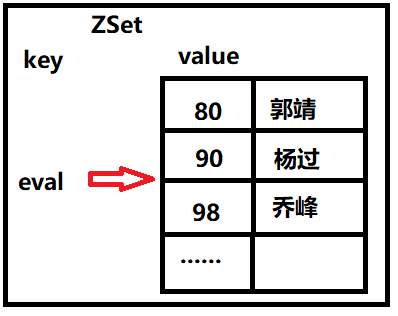 ZSet
key value
80 郭靖
90 杨过
eval
98 乔峰
......